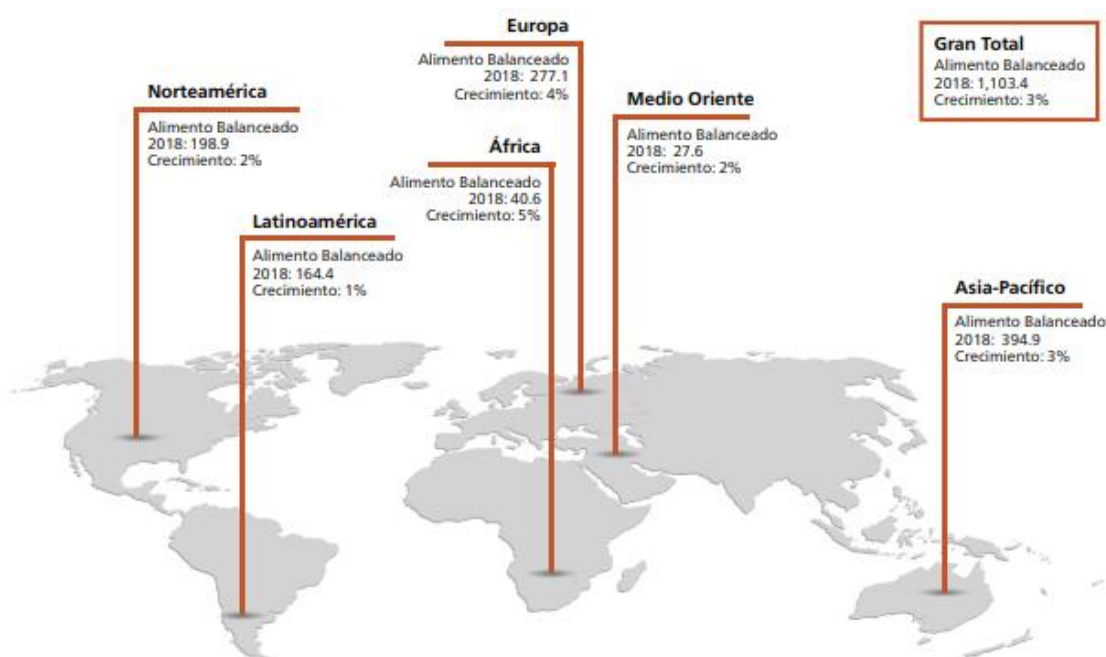 Europa
Alimento Balanceado
2018: 277.1
Crecimiento: 4%
Gran Total
Alimento Balanceado
2018: 1,103.4
Crecimiento: 3%
Norteamérica
Alimento Balanceado
2018: 198.9
Crecimiento: 2%
Medio Oriente
Alimento Balanceado
2018: 27.6
Crecimiento: 2%
África
Alimento Balanceado
2018: 40.6
Crecimiento: 5%
Latinoamérica
Alimento Balanceado
2018: 164.4
Crecimiento: 1%
Asia-Pacífico
Alimento Balanceado
2018: 394.9
Crecimiento: 3%